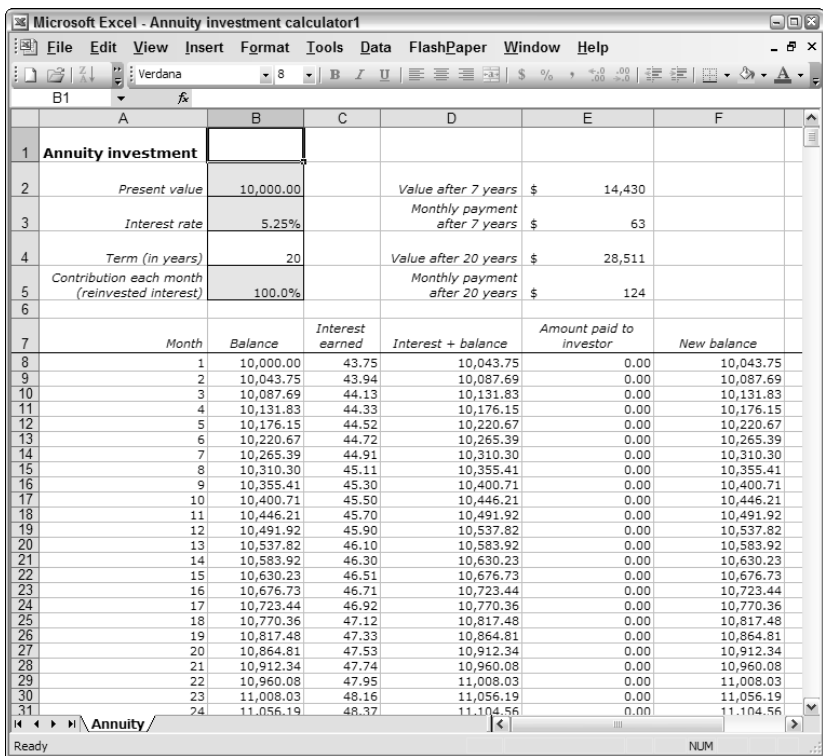 Microsoft Excel - Annuity investment calculator1
File Edit View Insert Format Tools Data FlashPaper Window Help
Verdana 8 B I U $ % , .00 .00 A
B1 fx
A B C D E F
1 Annuity investment
2 Present value 10,000.00 Value after 7 years $ 14,430
3 Interest rate 5.25% Monthly payment after 7 years $ 63
4 Term (in years) 20 Value after 20 years $ 28,511
5 Contribution each month (reinvested interest) 100.0% Monthly payment after 20 years $ 124
6
7 Month Balance Interest earned Interest + balance Amount paid to investor New balance
8 1 10,000.00 43.75 10,043.75 0.00 10,043.75
9 2 10,043.75 43.94 10,087.69 0.00 10,087.69
10 3 10,087.69 44.13 10,131.83 0.00 10,131.83
11 4 10,131.83 44.33 10,176.15 0.00 10,176.15
12 5 10,176.15 44.52 10,220.67 0.00 10,220.67
13 6 10,220.67 44.72 10,265.39 0.00 10,265.39
14 7 10,265.39 44.91 10,310.30 0.00 10,310.30
15 8 10,310.30 45.11 10,355.41 0.00 10,355.41
16 9 10,355.41 45.30 10,400.71 0.00 10,400.71
17 10 10,400.71 45.50 10,446.21 0.00 10,446.21
18 11 10,446.21 45.70 10,491.92 0.00 10,491.92
19 12 10,491.92 45.90 10,537.82 0.00 10,537.82
20 13 10,537.82 46.10 10,583.92 0.00 10,583.92
21 14 10,583.92 46.30 10,630.23 0.00 10,630.23
22 15 10,630.23 46.51 10,676.73 0.00 10,676.73
23 16 10,676.73 46.71 10,723.44 0.00 10,723.44
24 17 10,723.44 46.92 10,770.36 0.00 10,770.36
25 18 10,770.36 47.12 10,817.48 0.00 10,817.48
26 19 10,817.48 47.33 10,864.81 0.00 10,864.81
27 20 10,864.81 47.53 10,912.34 0.00 10,912.34
28 21 10,912.34 47.74 10,960.08 0.00 10,960.08
29 22 10,960.08 47.95 11,008.03 0.00 11,008.03
30 23 11,008.03 48.16 11,056.19 0.00 11,056.19
31 24 11,056.19 48.37 11,104.56 0.00 11,104.56
Annuity
Ready NUM